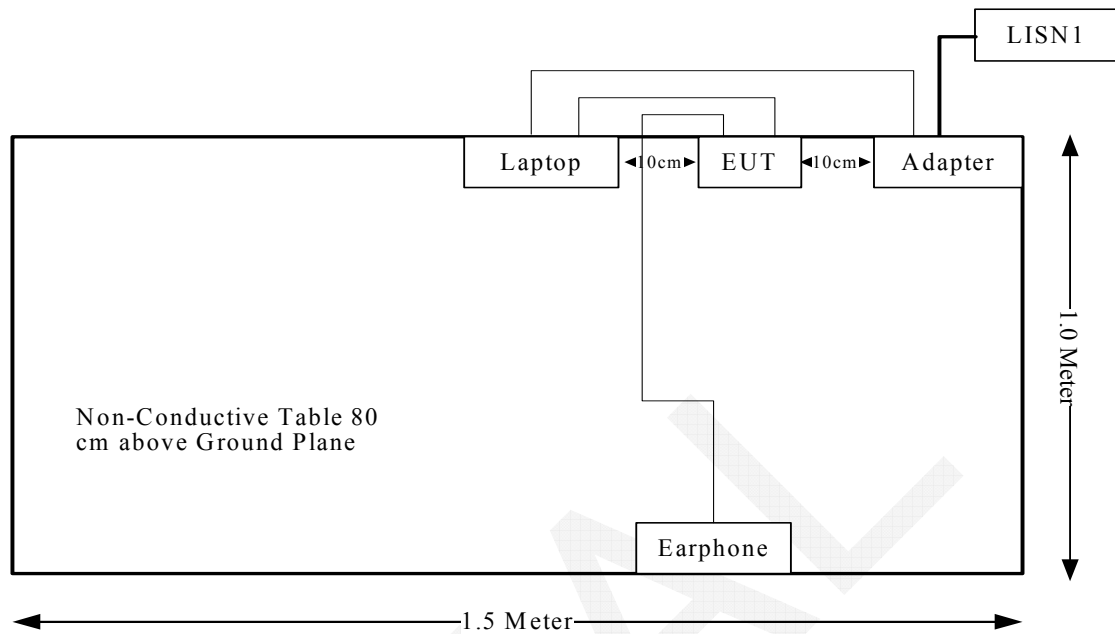 LISN1
Laptop
10cm
EUT
10cm
Adapter
1.0 Meter
Non-Conductive Table 80
cm above Ground Plane
Earphone
1.5 Meter